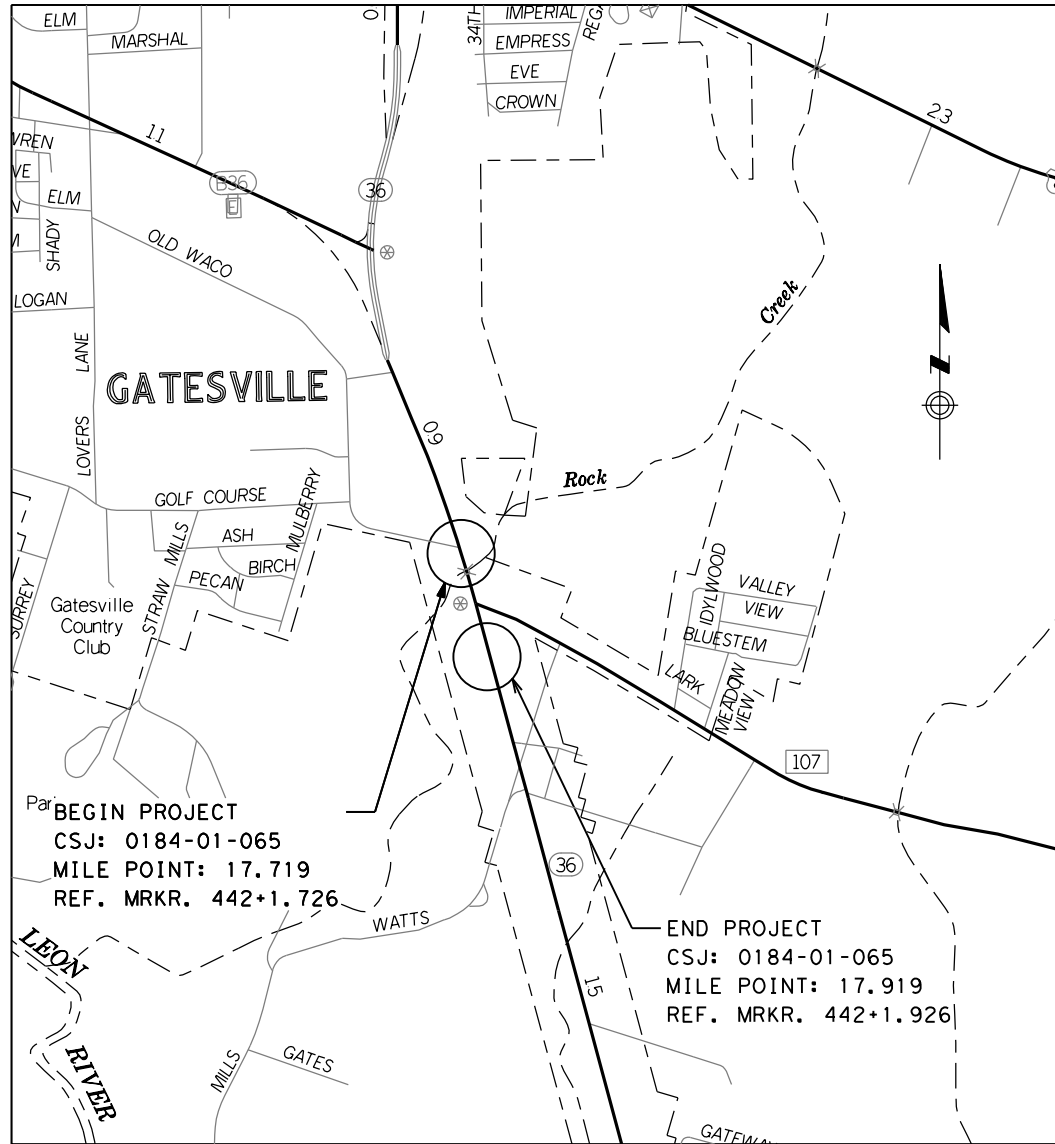 ELM
MARSHAL
34TH
IMPERIAL
EMPRESS
EVE
CROWN
23
11
B36
E
36
ELM
SHADY
OLD WACO
LOGAN
LOVERS LANE
GATESVILLE
Creek
N
09
Rock
GOLF COURSE
MULBERRY
STRAW MILLS
ASH
BIRCH
PECAN
SURREY
Gatesville
Country
Club
IDYLWOOD
VALLEY
VIEW
BLUESTEM
LARK
MEADOW
VIEW
107
BEGIN PROJECT
CSJ: 0184-01-065
MILE POINT: 17.719
REF. MRKR. 442+1.726
36
WATTS
END PROJECT
CSJ: 0184-01-065
MILE POINT: 17.919
REF. MRKR. 442+1.926
LEON
RIVER
15
MILLS
GATES